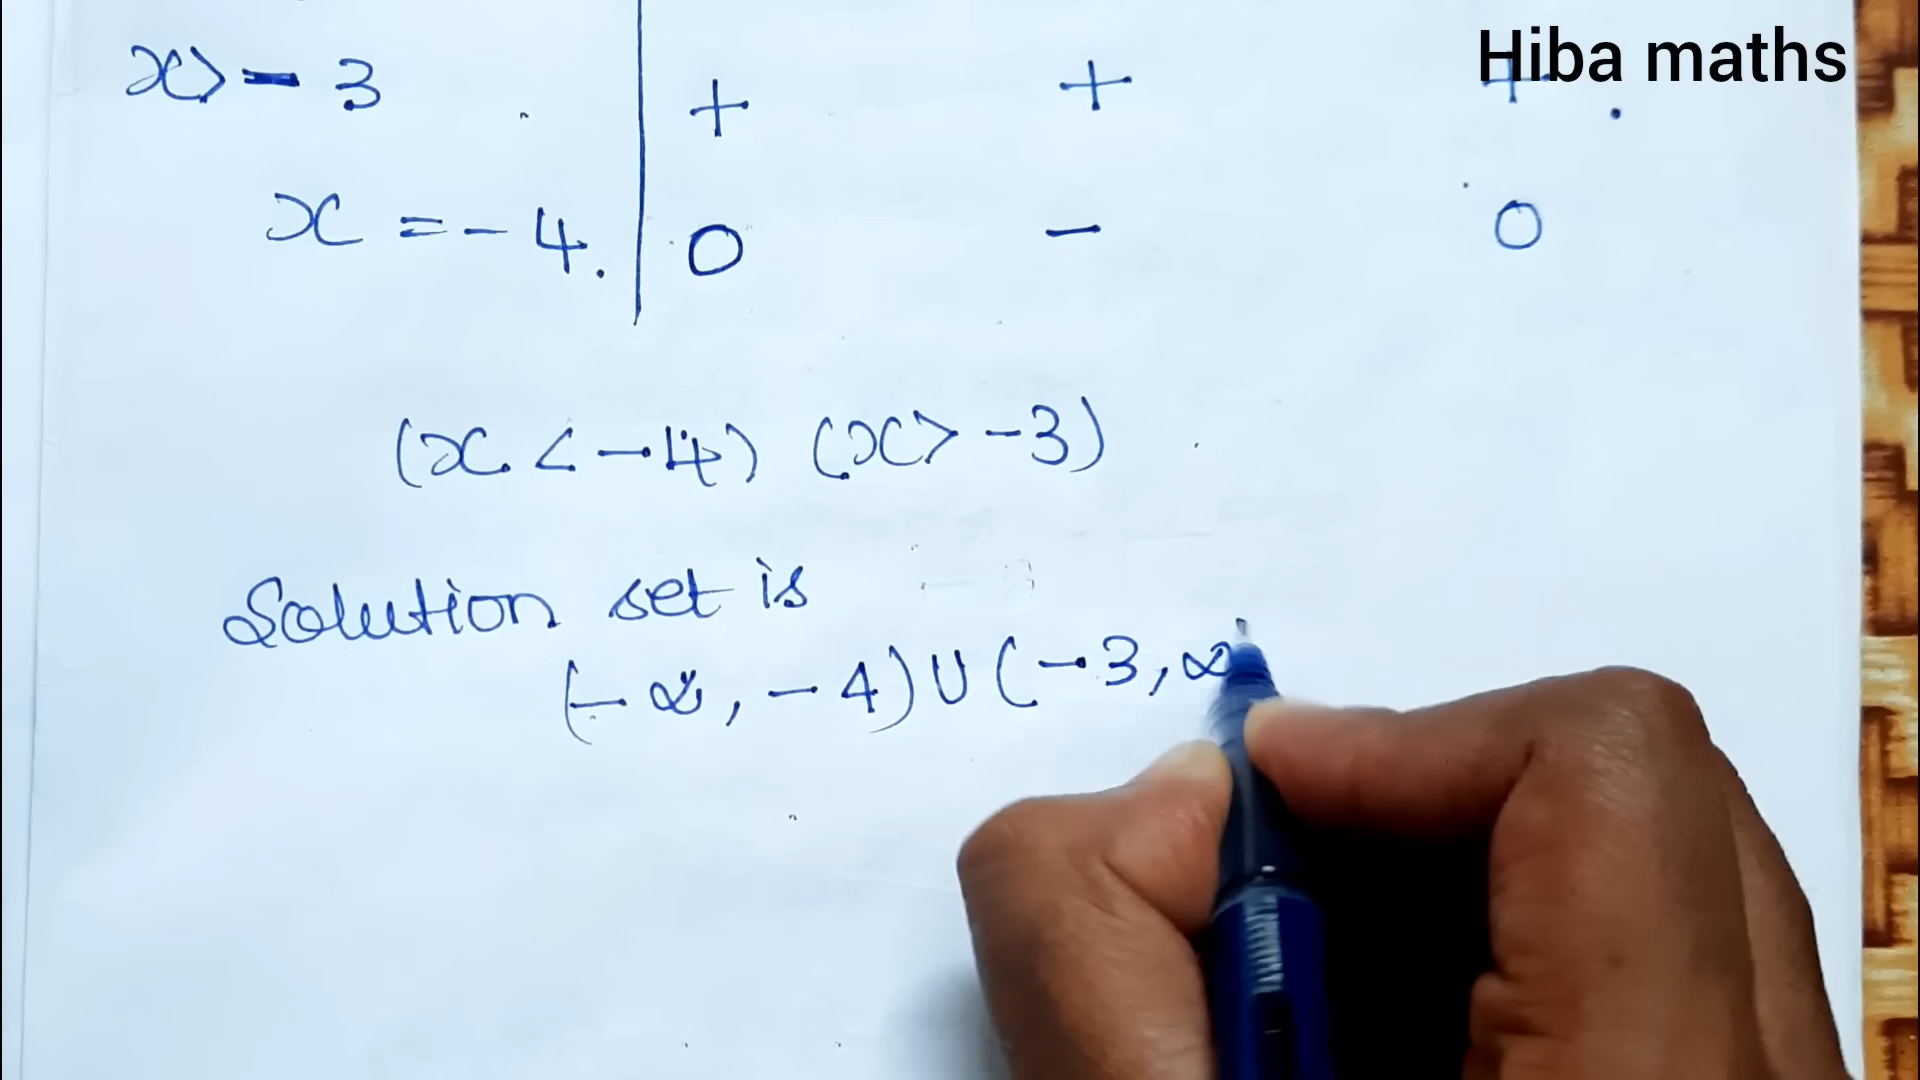 Hiba maths
x > - 3 + + +
x = - 4. 0 - 0
(x < -4) (x > -3)
Solution set is
(-∞, -4) ∪ (-3, ∞